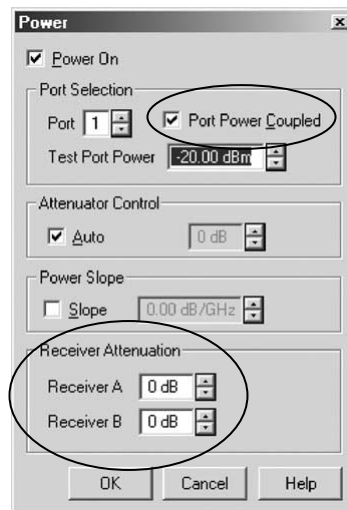 Power
Power On
Port Selection
Port 1 Port Power Coupled
Test Port Power -20.00 dBm
Attenuator Control
Auto 0 dB
Power Slope
Slope 0.00 dB/GHz
Receiver Attenuation
Receiver A 0 dB
Receiver B 0 dB
OK Cancel Help